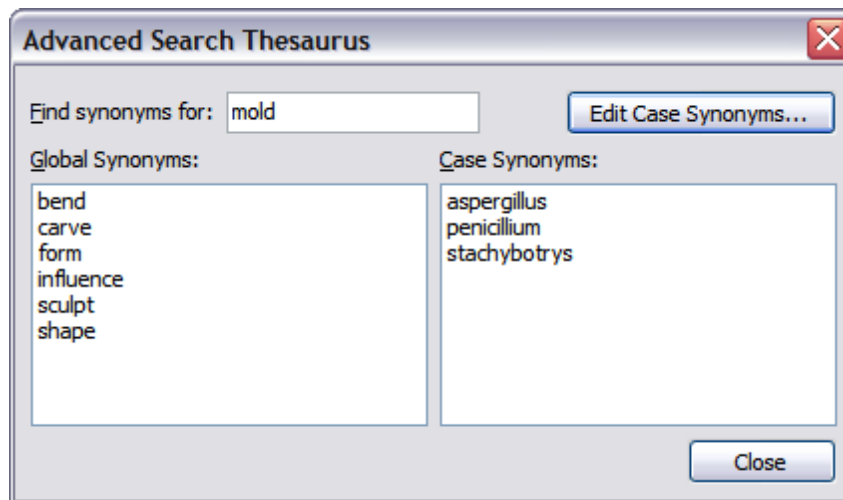 Advanced Search Thesaurus
Find synonyms for: mold Edit Case Synonyms...
Global Synonyms:
bend
carve
form
influence
sculpt
shape
Case Synonyms:
aspergillus
penicillium
stachybotrys
Close